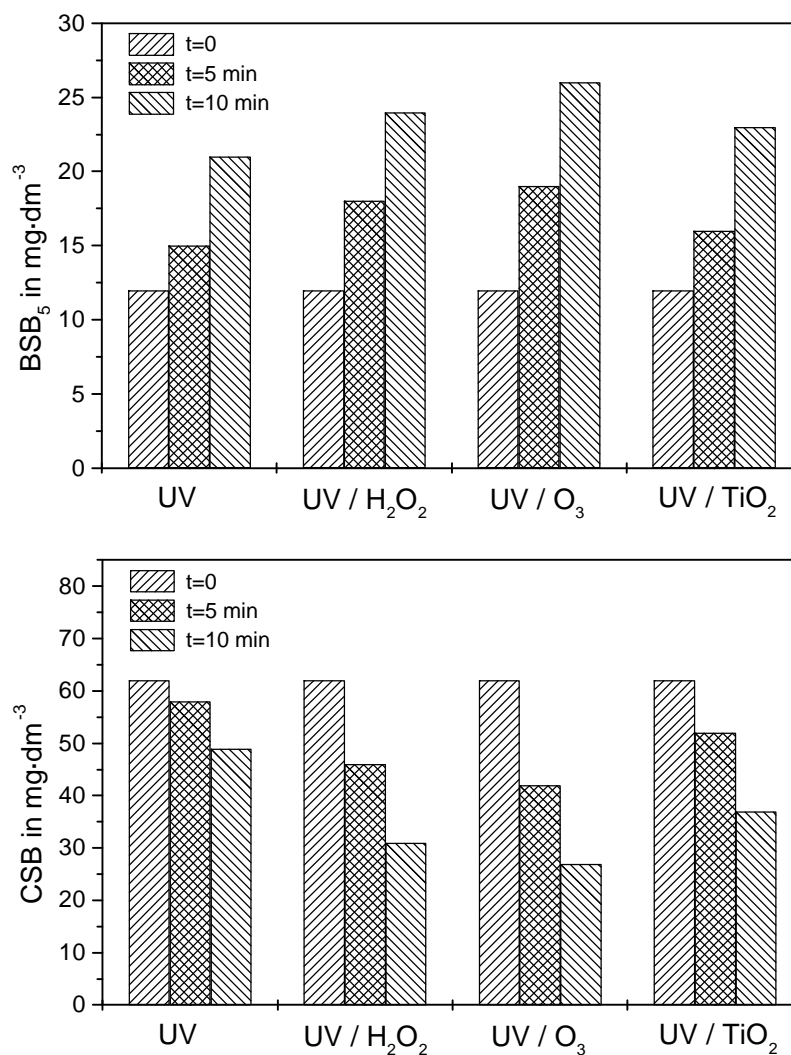 30
25
20
15
10
5
0
BSB₅ in mg·dm⁻³
t=0
t=5 min
t=10 min
UV UV / H₂O₂ UV / O₃ UV / TiO₂
80
70
60
50
40
30
20
10
0
CSB in mg·dm⁻³
t=0
t=5 min
t=10 min
UV UV / H₂O₂ UV / O₃ UV / TiO₂